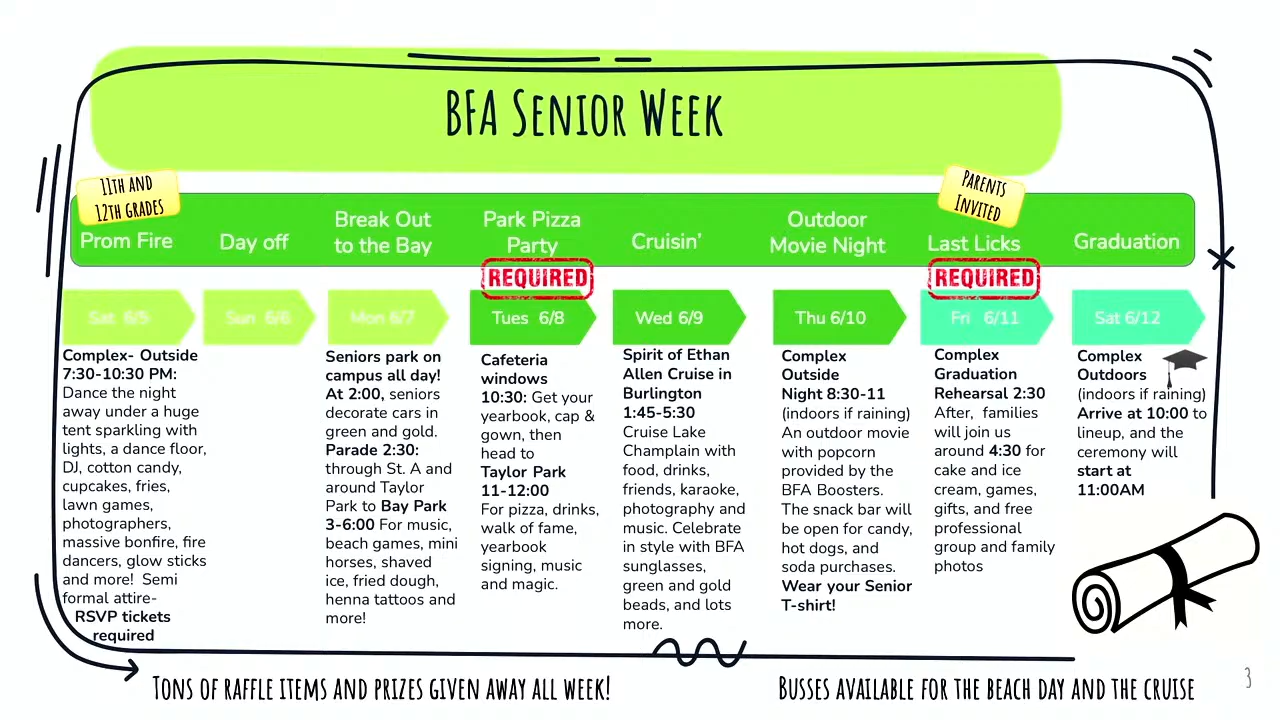 BFA Senior Week
11th and
12th grades
Prom Fire
Day off
Break Out
to the Bay
Park Pizza
Party
REQUIRED
Cruisin'
Outdoor
Movie Night
Parents
Invited
Last Licks
REQUIRED
Graduation
Sat 6/5
Sun 6/6
Mon 6/7
Tues 6/8
Wed 6/9
Thu 6/10
Fri 6/11
Sat 6/12
Complex- Outside
7:30-10:30 PM:
Dance the night
away under a huge
tent sparkling with
lights, a dance floor,
DJ, cotton candy,
cupcakes, fries,
lawn games,
photographers,
massive bonfire, fire
dancers, glow sticks
and more! Semi
formal attire-
RSVP tickets
required
Seniors park on
campus all day!
At 2:00, seniors
decorate cars in
green and gold.
Parade 2:30:
through St. A and
around Taylor
Park to Bay Park
3-6:00 For music,
beach games, mini
horses, shaved
ice, fried dough,
henna tattoos and
more!
Cafeteria
windows
10:30: Get your
yearbook, cap &
gown, then
head to
Taylor Park
11-12:00
For pizza, drinks,
walk of fame,
yearbook
signing, music
and magic.
Spirit of Ethan
Allen Cruise in
Burlington
1:45-5:30
Cruise Lake
Champlain with
food, drinks,
friends, karaoke,
photography and
music. Celebrate
in style with BFA
sunglasses,
green and gold
beads, and lots
more.
Complex
Outside
Night 8:30-11
(indoors if raining)
An outdoor movie
with popcorn
provided by the
BFA Boosters.
The snack bar will
be open for candy,
hot dogs, and
soda purchases.
Wear your Senior
T-shirt!
Complex
Graduation
Rehearsal 2:30
After, families
will join us
around 4:30 for
cake and ice
cream, games,
gifts, and free
professional
group and family
photos
Complex
Outdoors
(indoors if raining)
Arrive at 10:00 to
lineup, and the
ceremony will
start at
11:00AM
Tons of raffle items and prizes given away all week!
Busses available for the beach day and the cruise
3